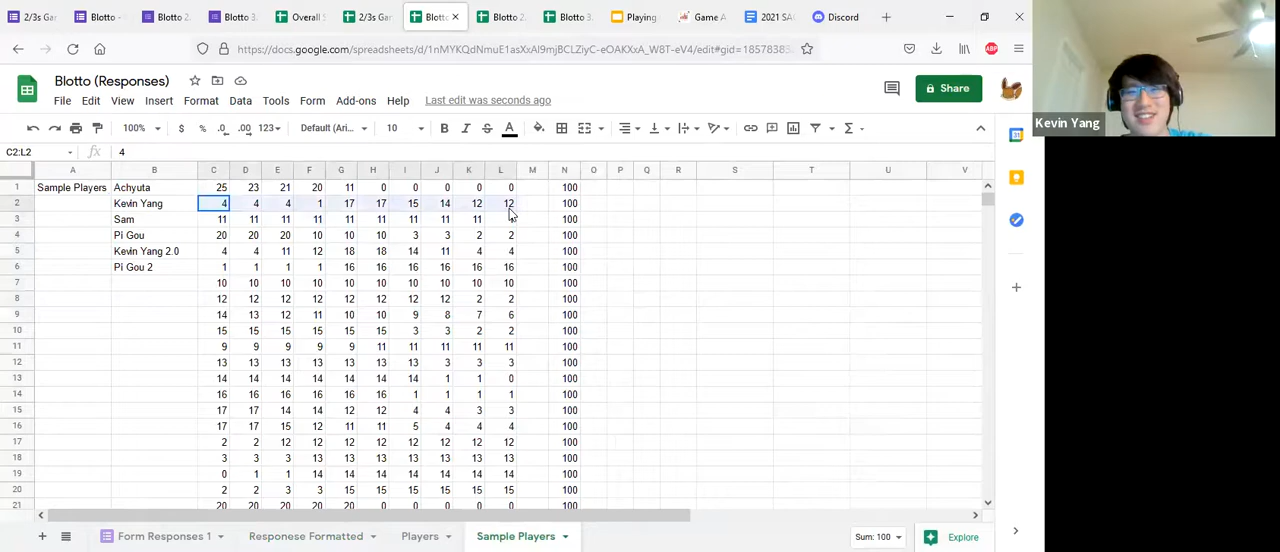 2/3s Gar
Blotto -
Blotto 2.
Blotto 3.
Overall S
2/3s Gam
Blott
Blotto 2.
Blotto 3.
Playing
Game A
2021 SA
Discord
https://docs.google.com/spreadsheets/d/1nMYKQdNmuE1asXxAl9mjBCLZiyC-eOAKXxA_W8T-eV4/edit#gid=18578383
ABP
Blotto (Responses)
File Edit View Insert Format Data Tools Form Add-ons Help Last edit was seconds ago
Share
Kevin Yang
100% $ % .0 .00 123 Default (Ari... B I S A
C2:L2 fx 4
A B C D E F G H I J K L M N O P Q R S T U V
1 Sample Players Achyuta 25 23 21 20 11 0 0 0 0 0 100
2 Kevin Yang 4 4 4 1 17 17 15 14 12 12 100
3 Sam 11 11 11 11 11 11 11 11 11 1 100
4 Pi Gou 20 20 20 10 10 10 3 3 2 2 100
5 Kevin Yang 2.0 4 4 11 12 18 18 14 11 4 4 100
6 Pi Gou 2 1 1 1 1 16 16 16 16 16 16 100
7 10 10 10 10 10 10 10 10 10 10 100
8 12 12 12 12 12 12 12 12 2 2 100
9 14 13 12 11 10 10 9 8 7 6 100
10 15 15 15 15 15 15 3 3 2 2 100
11 9 9 9 9 9 11 11 11 11 11 100
12 13 13 13 13 13 13 13 3 3 3 100
13 14 14 14 14 14 14 14 1 1 0 100
14 16 16 16 16 16 16 1 1 1 1 100
15 17 17 14 14 12 12 4 4 3 3 100
16 17 17 15 12 11 11 5 4 4 4 100
17 2 2 12 12 12 12 12 12 12 12 100
18 3 3 3 13 13 13 13 13 13 13 100
19 0 1 1 14 14 14 14 14 14 14 100
20 2 2 3 3 15 15 15 15 15 15 100
21 20 20 20 20 20 0 0 0 0 0 100
Form Responses 1 Responese Formatted Players Sample Players Sum: 100 Explore